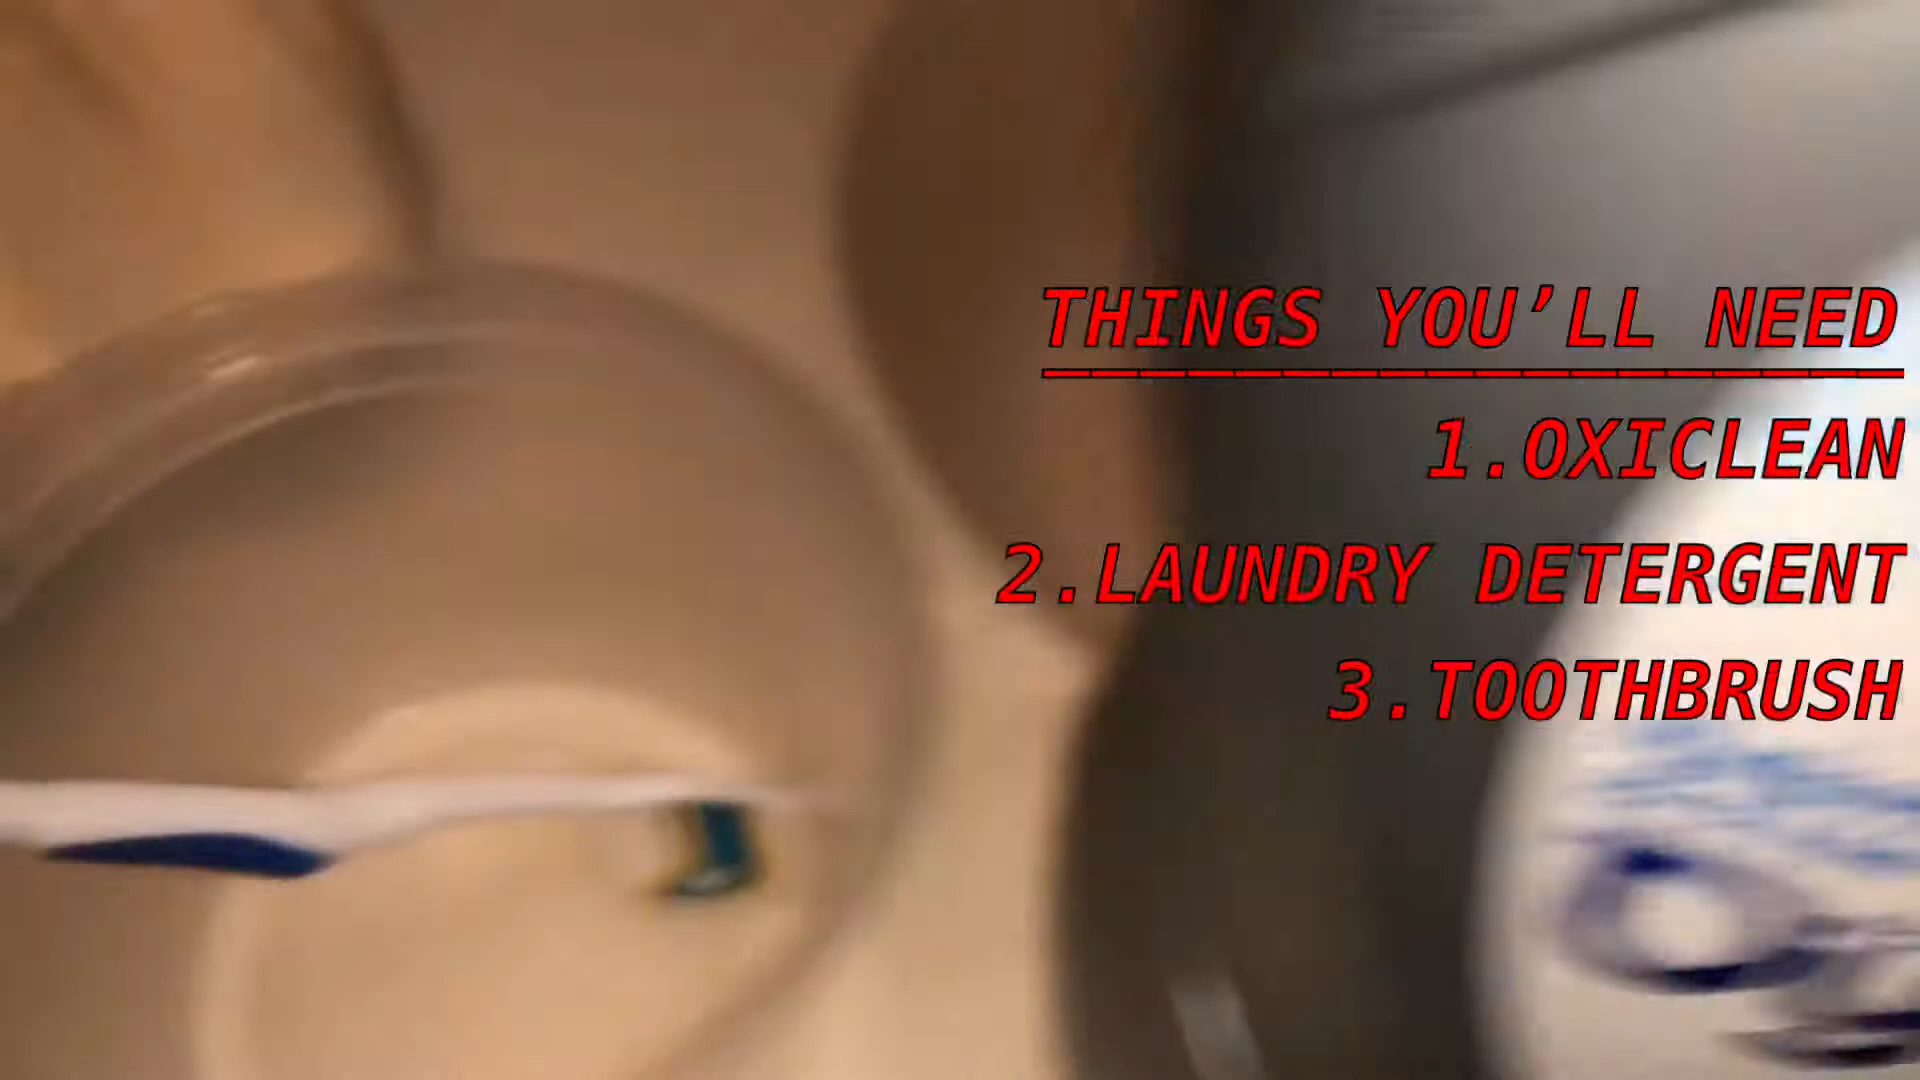 THINGS YOU’LL NEED
1.OXICLEAN
2.LAUNDRY DETERGENT
3.TOOTHBRUSH